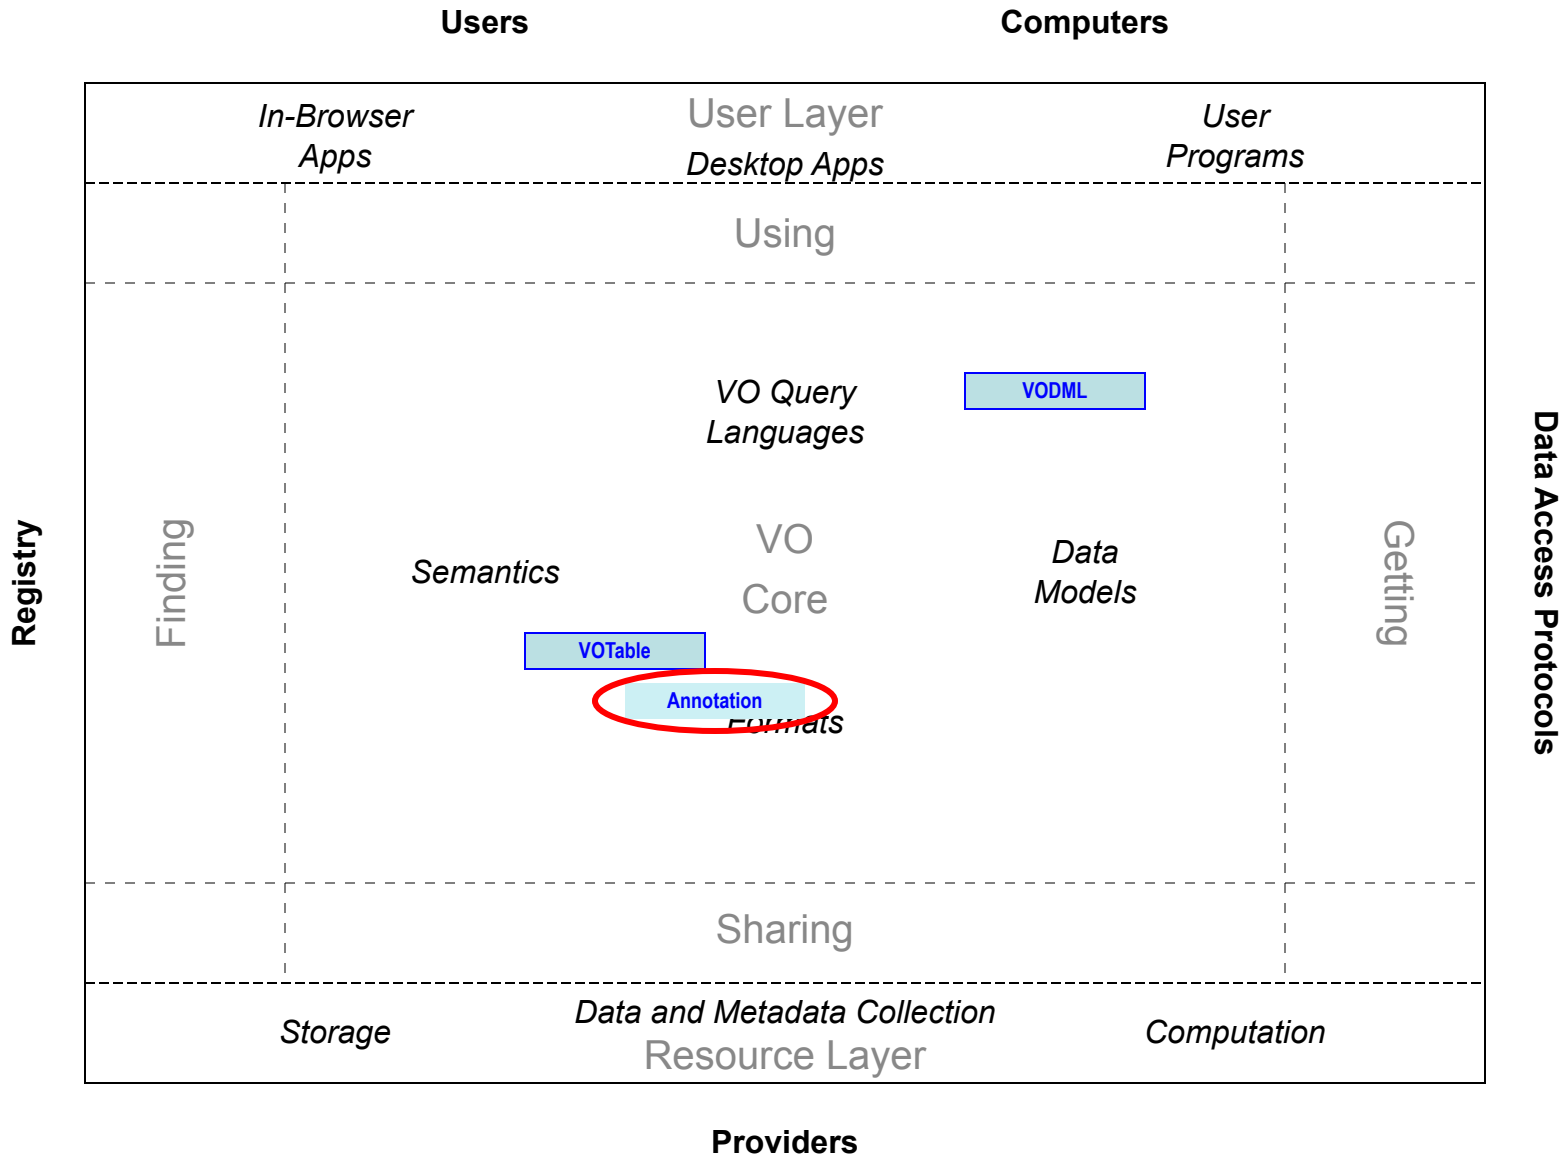 Users
Computers
In-Browser
Apps
User Layer
Desktop Apps
User
Programs
Using
VO Query
Languages
VODML
Registry
Finding
Semantics
VO
Core
Data
Models
Getting
Data Access Protocols
VOTable
Annotation
Formats
Sharing
Storage
Data and Metadata Collection
Resource Layer
Computation
Providers